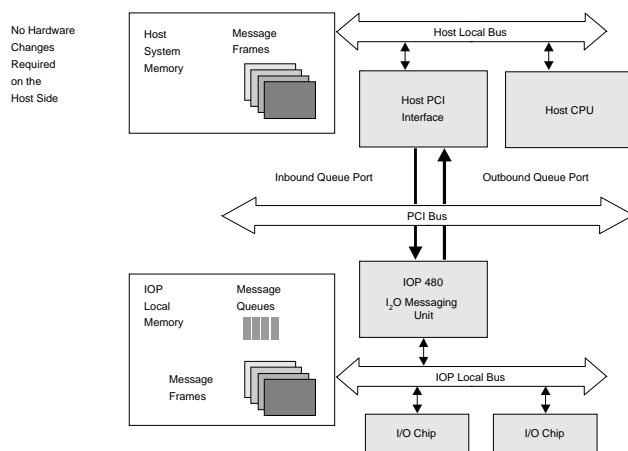 No Hardware
Changes
Required
on the
Host Side
Host
System
Memory
Message
Frames
Host Local Bus
Host PCI
Interface
Host CPU
Inbound Queue Port
Outbound Queue Port
PCI Bus
IOP
Local
Memory
Message
Queues
Message
Frames
IOP 480
I2O Messaging
Unit
IOP Local Bus
I/O Chip
I/O Chip